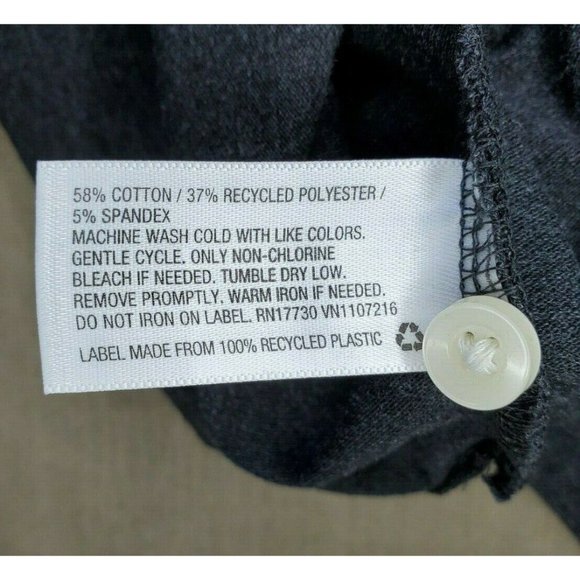 58% COTTON / 37% RECYCLED POLYESTER /
5% SPANDEX
MACHINE WASH COLD WITH LIKE COLORS.
GENTLE CYCLE. ONLY NON-CHLORINE
BLEACH IF NEEDED. TUMBLE DRY LOW.
REMOVE PROMPTLY. WARM IRON IF NEEDED.
DO NOT IRON ON LABEL. RN17730 VN1107216
LABEL MADE FROM 100% RECYCLED PLASTIC